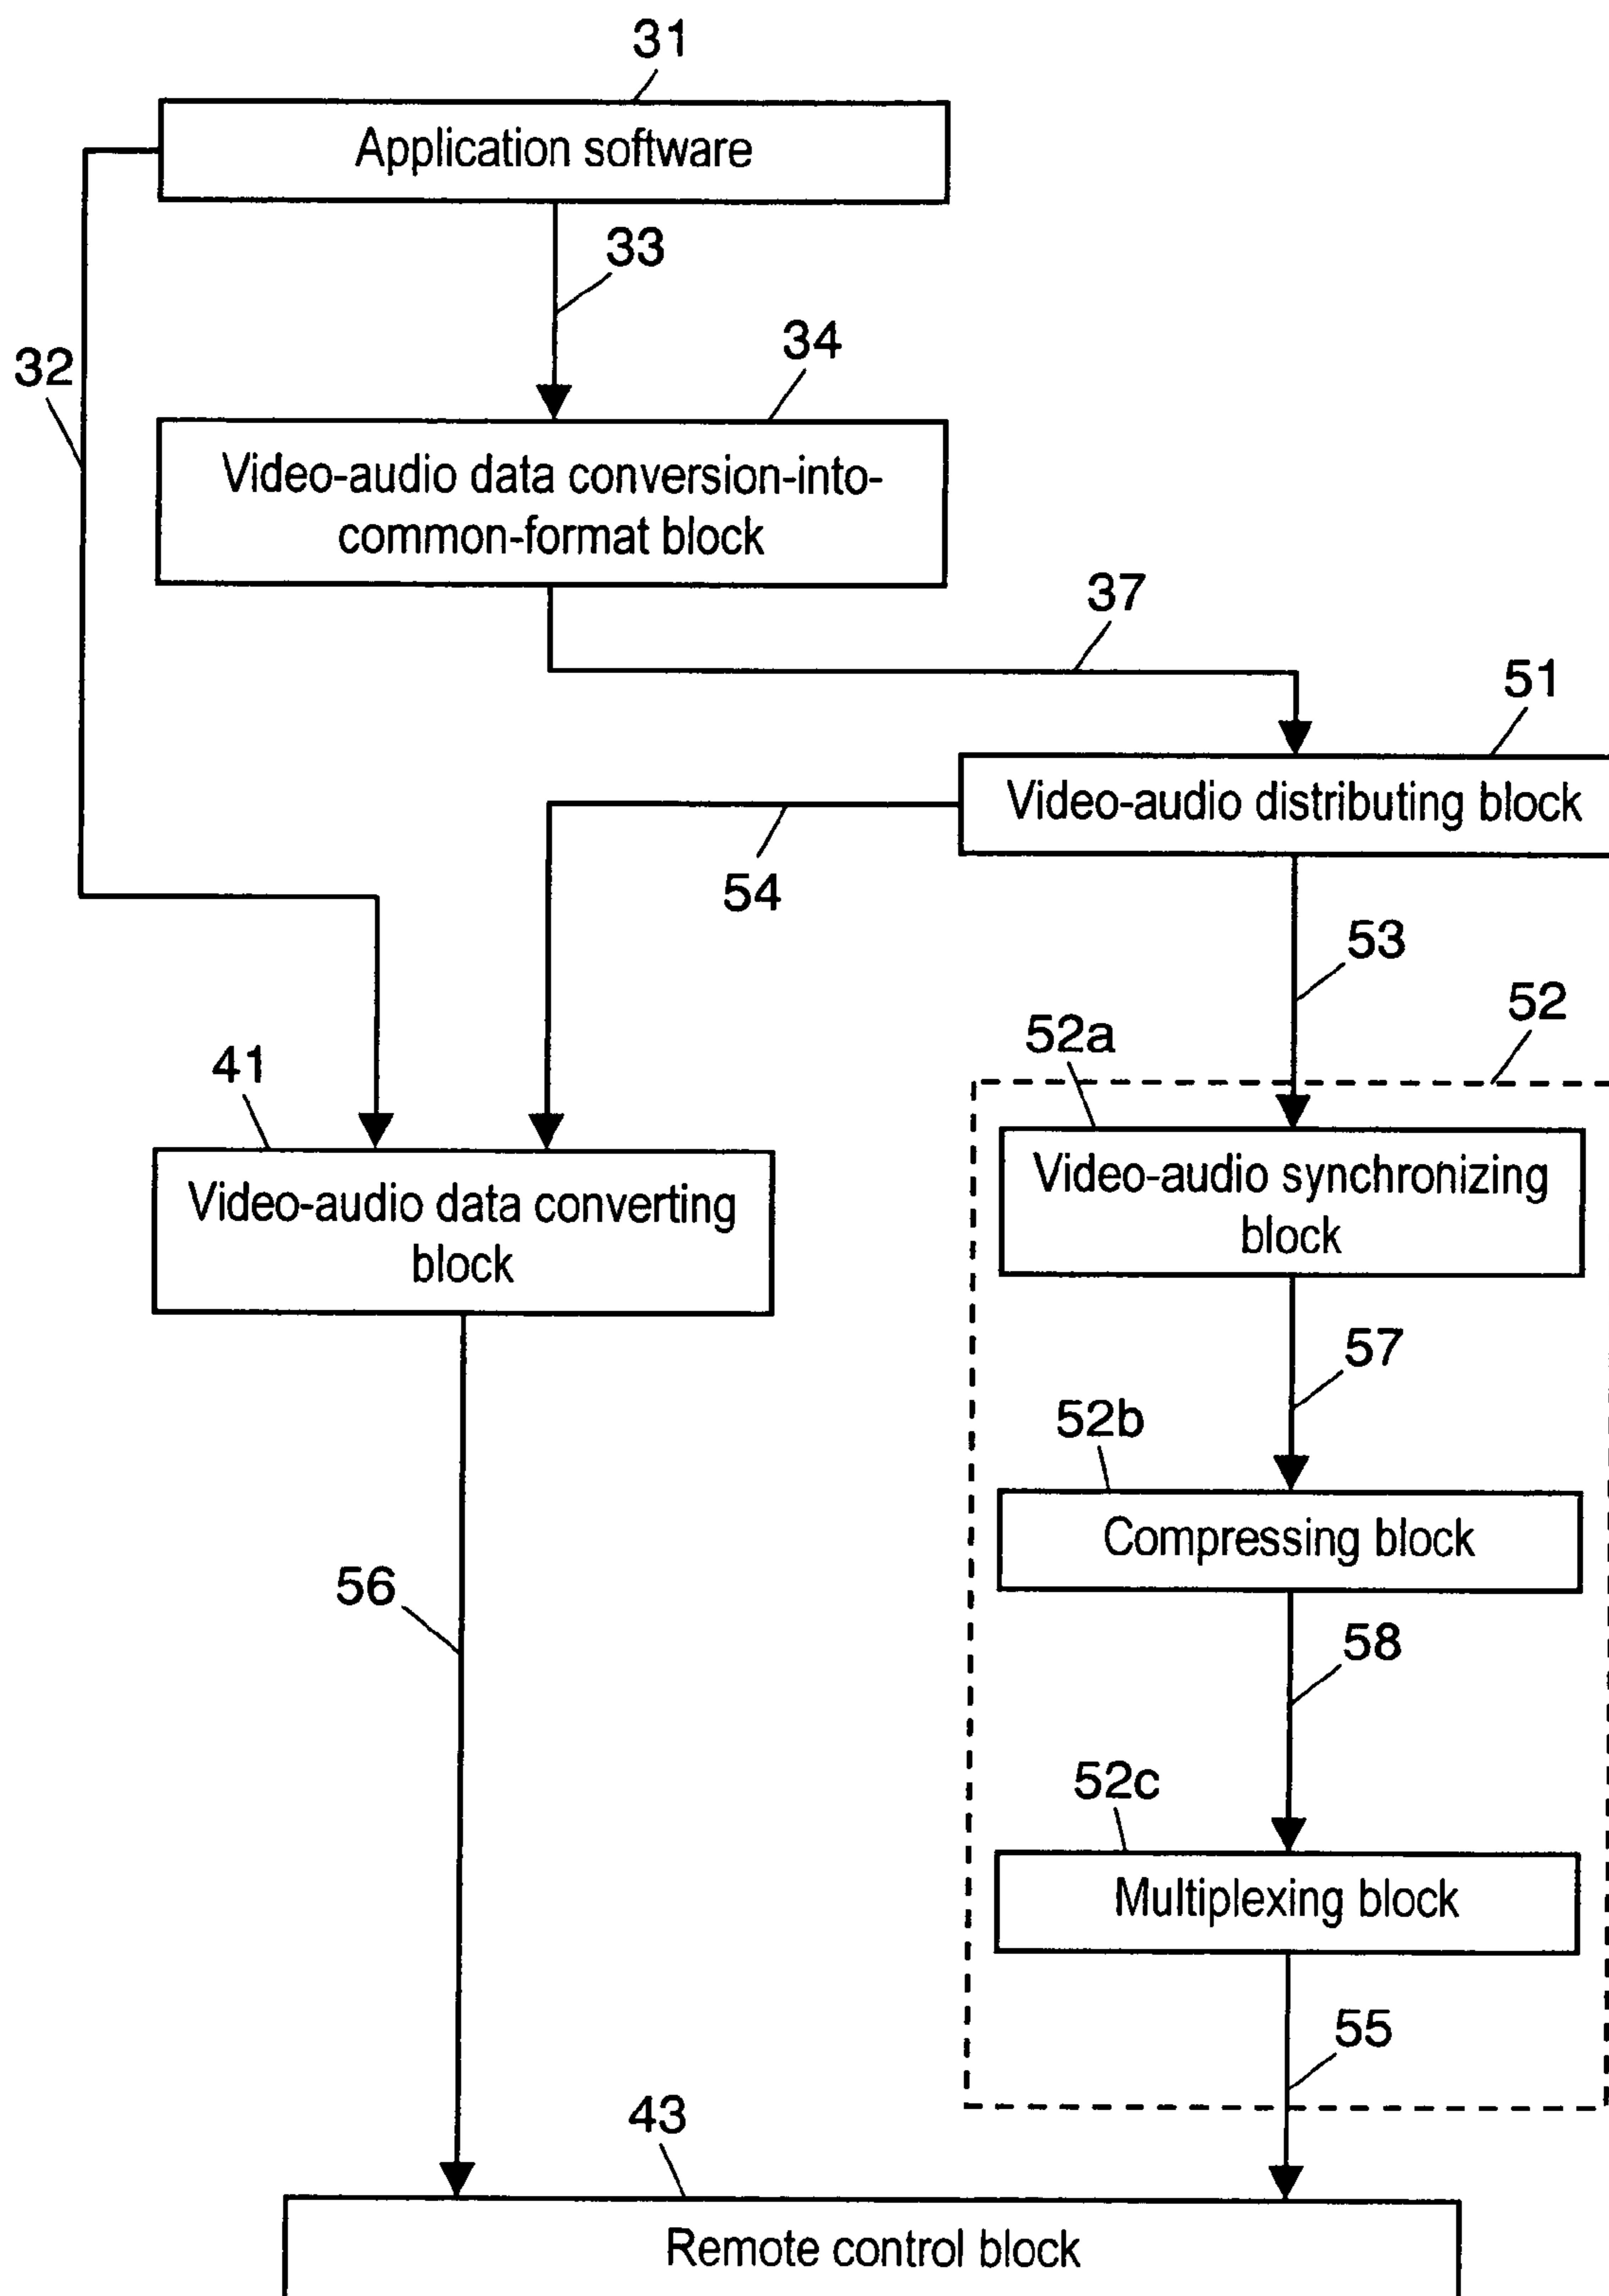 31
Application software
33
32
34
Video-audio data conversion-into-
common-format block
37
51
Video-audio distributing block
54
53
52
52a
41
Video-audio synchronizing
block
Video-audio data converting
block
57
52b
Compressing block
56
58
52c
Multiplexing block
55
43
Remote control block